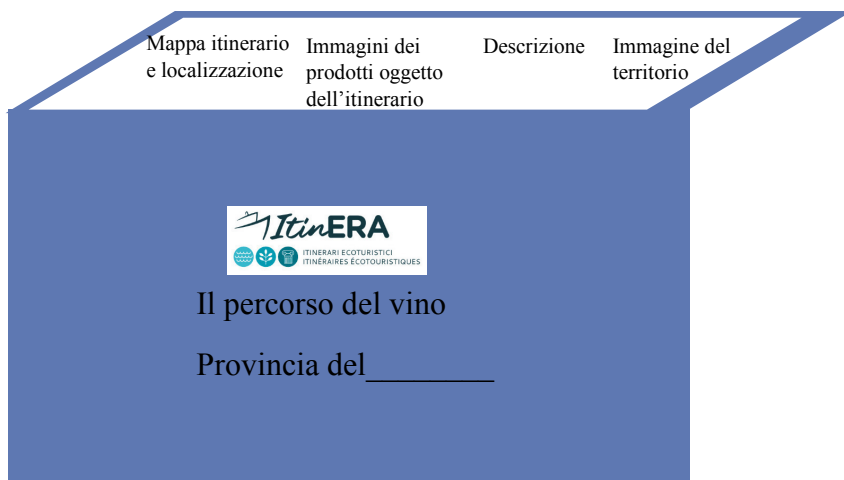 Mappa itinerario
e localizzazione
Immagini dei
prodotti oggetto
dell'itinerario
Descrizione
Immagine del
territorio
ItinERA
ITINERARI ECOTURISTICI
ITINÉRAIRES ÉCOTOURISTIQUES
Il percorso del vino
Provincia del________